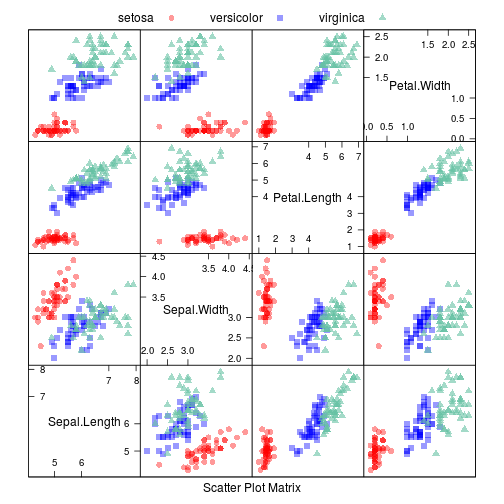 setosa versicolor virginica
2.5 1.5 2.0 2.5
2.0
1.5
Petal.Width
1.0
0.0 0.5 1.0 0.5
0.0
7 4 5 6 7
6
5
4 Petal.Length 4
3
2
1 2 3 4 1
4.5 3.5 4.0 4.5
4.0
3.5
Sepal.Width 3.0
2.5
2.0 2.5 3.0 2.0
8 7 8
7
Sepal.Length 6
5 6 5
Scatter Plot Matrix